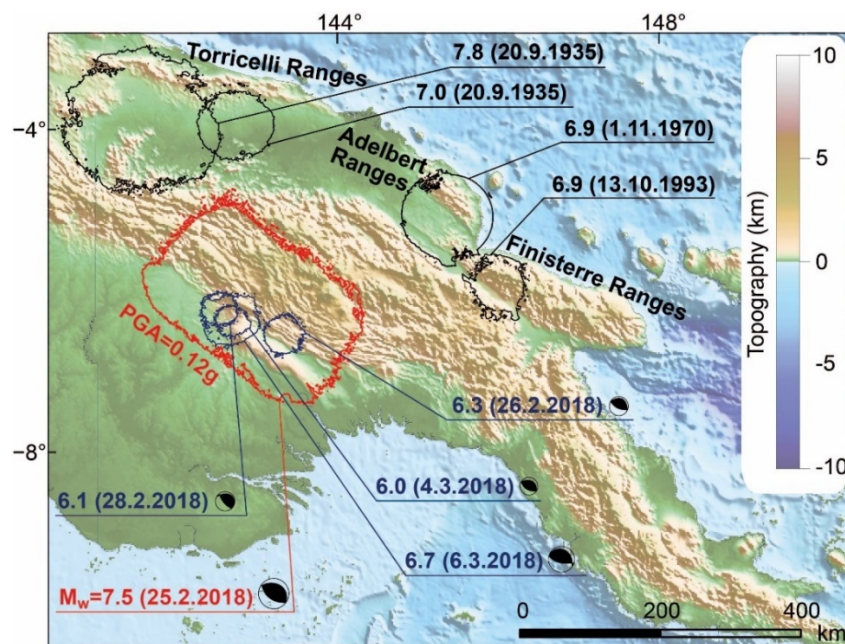 144° 148°
Torricelli Ranges
7.8 (20.9.1935)
7.0 (20.9.1935)
−4°
Adelbert
Ranges
6.9 (1.11.1970)
6.9 (13.10.1993)
Finisterre Ranges
PGA=0.12g
6.3 (26.2.2018)
−8°
6.1 (28.2.2018)
6.0 (4.3.2018)
6.7 (6.3.2018)
Mw=7.5 (25.2.2018)
0 200 400
km
Topography (km)
10
5
0
-5
-10